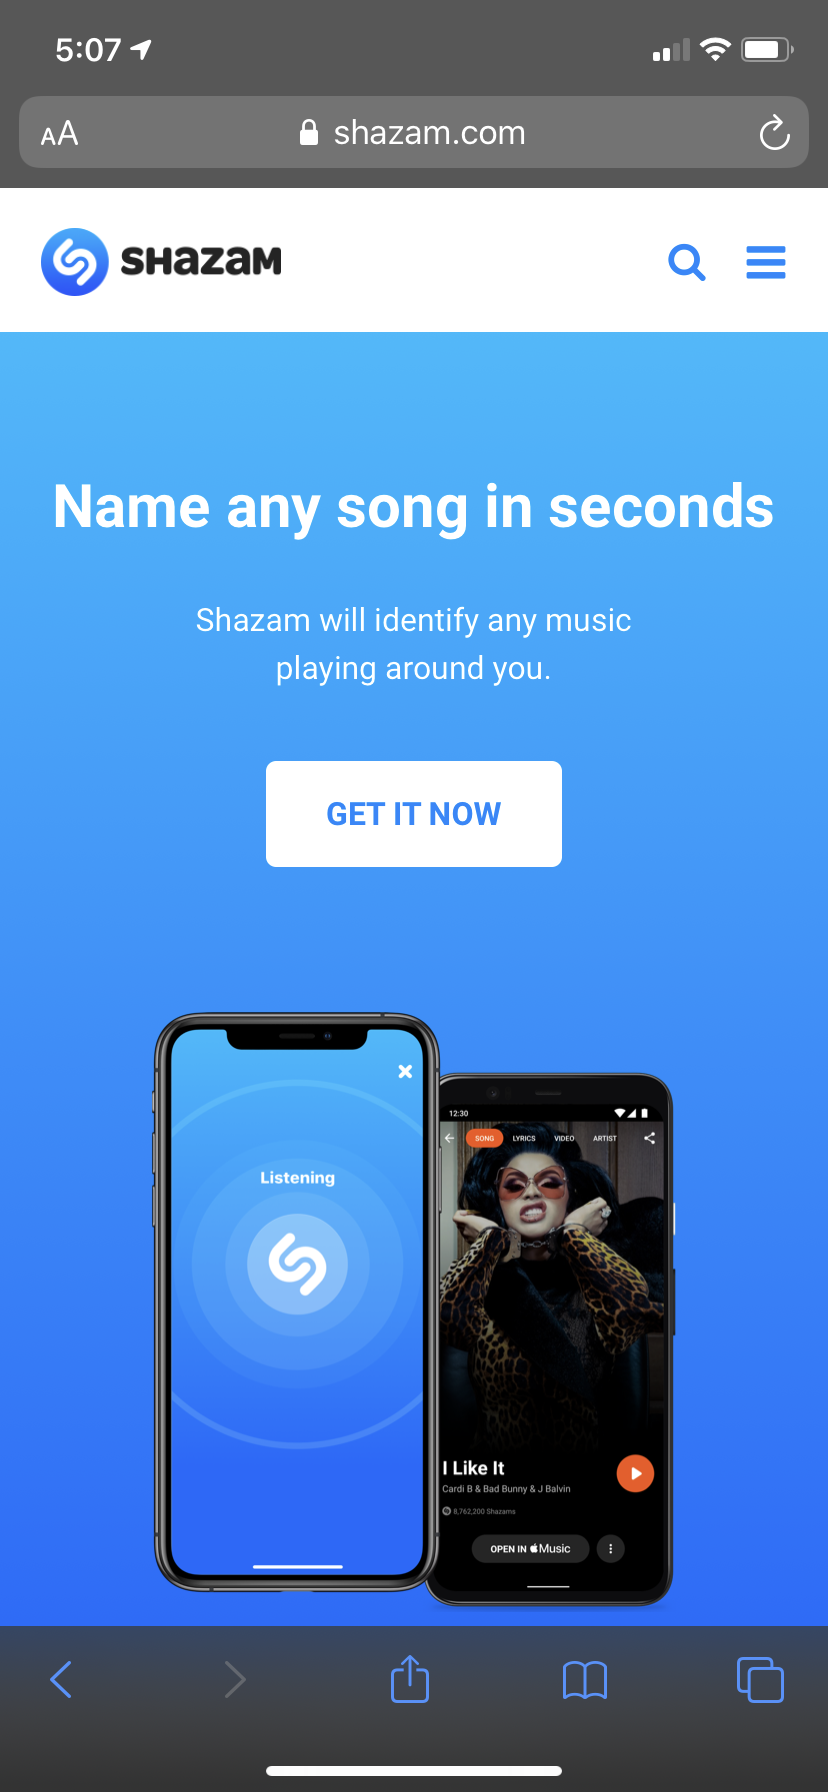 5:07
AA shazam.com
SHAZAM
Name any song in seconds
Shazam will identify any music
playing around you.
GET IT NOW
Listening
12:30
SONG LYRICS VIDEO ARTIST
I Like It
Cardi B & Bad Bunny & J Balvin
8,762,200 Shazams
OPEN IN Music